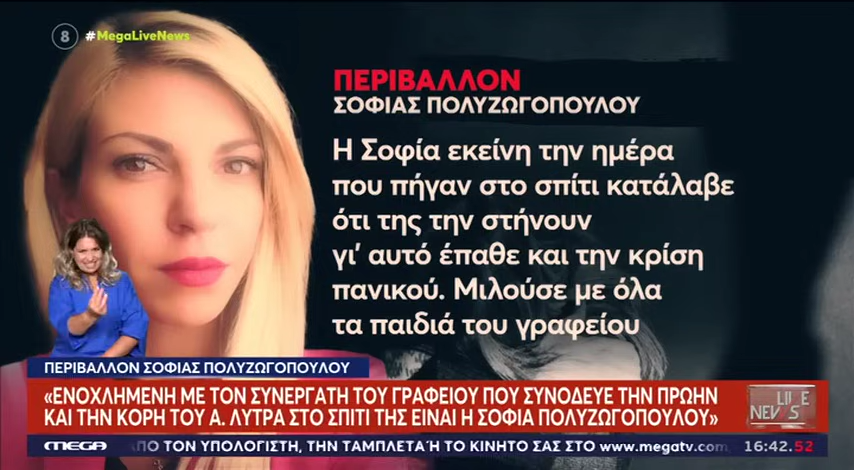 8 #MegaLiveNews
ΠΕΡΙΒΑΛΛΟΝ
ΣΟΦΙΑΣ ΠΟΛΥΖΩΓΟΠΟΥΛΟΥ
Η Σοφία εκείνη την ημέρα
που πήγαν στο σπίτι κατάλαβε
ότι της την στήνουν
γι' αυτό έπαθε και την κρίση
πανικού. Μιλούσε με όλα
τα παιδιά του γραφείου
ΠΕΡΙΒΑΛΛΟΝ ΣΟΦΙΑΣ ΠΟΛΥΖΩΓΟΠΟΥΛΟΥ
«ΕΝΟΧΛΗΜΕΝΗ ΜΕ ΤΟΝ ΣΥΝΕΡΓΑΤΗ ΤΟΥ ΓΡΑΦΕΙΟΥ ΠΟΥ ΣΥΝΟΔΕΥΕ ΤΗΝ ΠΡΩΗΝ
ΚΑΙ ΤΗΝ ΚΟΡΗ ΤΟΥ Α. ΛΥΤΡΑ ΣΤΟ ΣΠΙΤΙ ΤΗΣ ΕΙΝΑΙ Η ΣΟΦΙΑ ΠΟΛΥΖΩΓΟΠΟΥΛΟΥ»
LIVE
NEWS
MEGA ΑΠΟ ΤΟΝ ΥΠΟΛΟΓΙΣΤΗ, ΤΗΝ ΤΑΜΠΛΕΤΑ Ή ΤΟ ΚΙΝΗΤΟ ΣΑΣ ΣΤΟ www.megatv.com 16:42.52